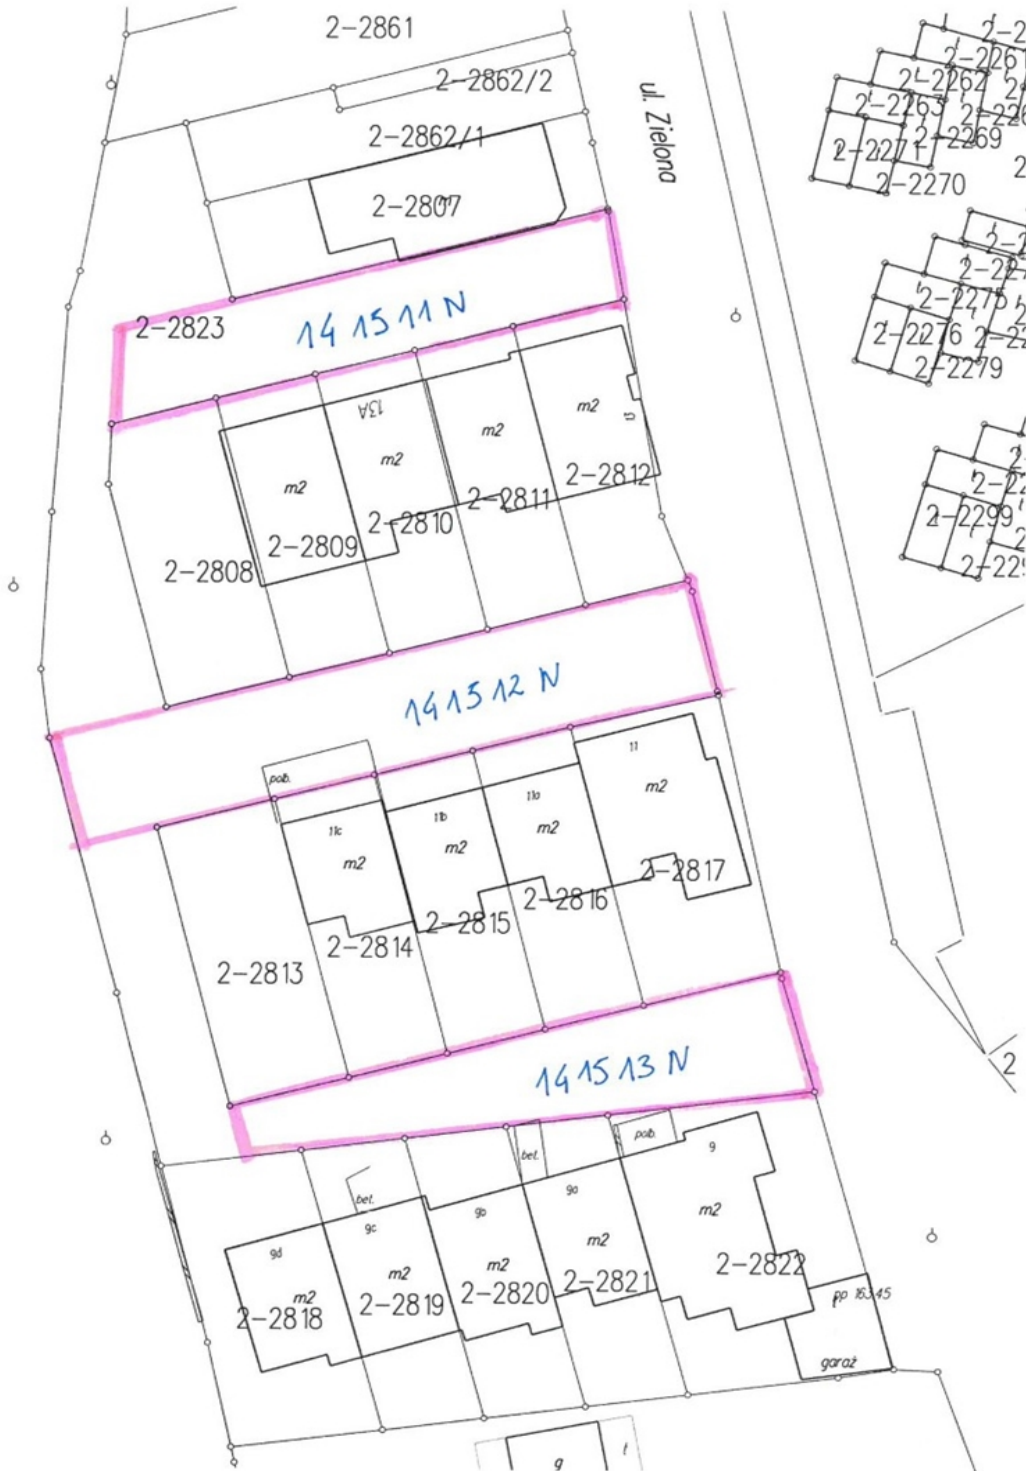 2-2861
2-2862/2
2-2862/1
ul. Zielona
2-2807
2-2261
2-2262
2-2263
2-2269
2-2271
2-2270
2-2823
14 15 11 N
2-2275
2-2276
2-2279
13A
m2
m2
m2
m2
13
2-2812
2-2811
2-2810
2-2809
2-2808
2-2299
14 15 12 N
pob.
11
m2
11a
m2
11b
m2
11c
m2
2-2817
2-2816
2-2815
2-2814
2-2813
14 15 13 N
2
pob.
bet.
bet.
9
9a
9b
9c
9d
m2
m2
m2
m2
m2
2-2822
2-2821
2-2820
2-2819
2-2818
pp 163.45
garaż
g
t